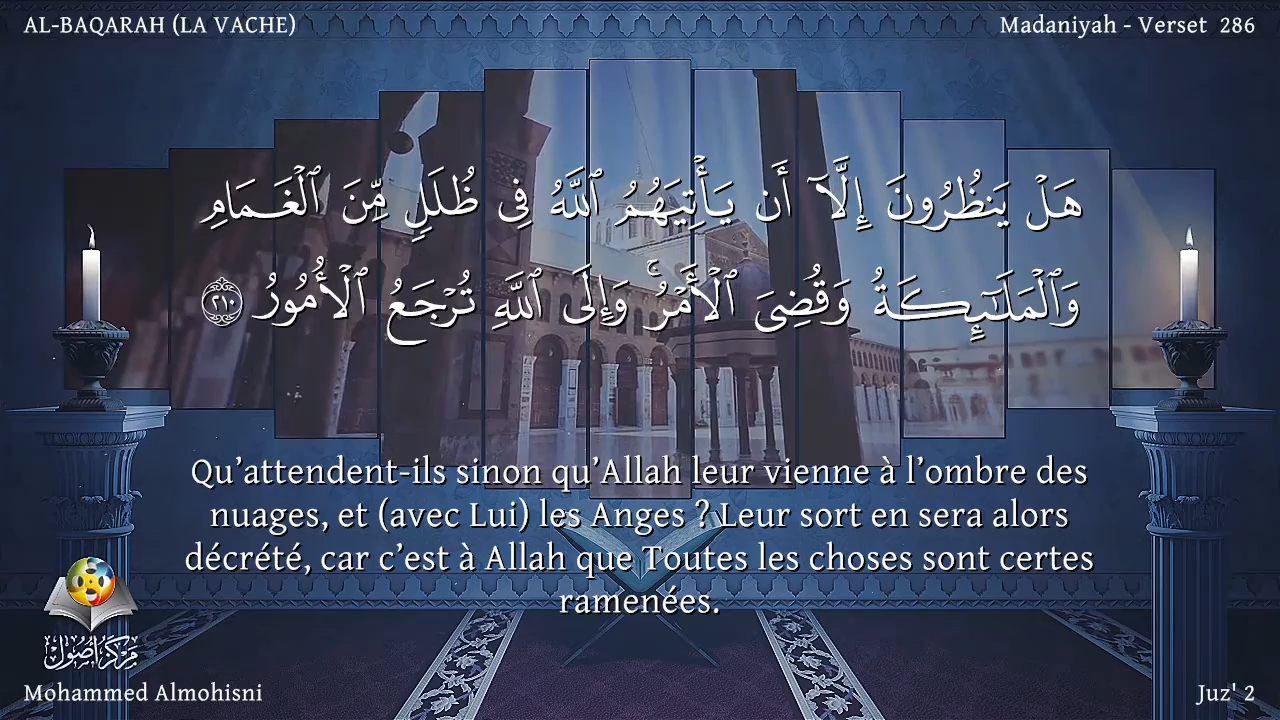 AL-BAQARAH (LA VACHE)
Madaniyah - Verset 286
هَلْ يَنظُرُونَ إِلَّآ أَن يَأْتِيَهُمُ ٱللَّهُ فِى ظُلَلٍ مِّنَ ٱلْغَمَامِ
وَٱلْمَلَٰٓئِكَةُ وَقُضِىَ ٱلْأَمْرُ ۚ وَإِلَى ٱللَّهِ تُرْجَعُ ٱلْأُمُورُ ٢١٠
Qu’attendent-ils sinon qu’Allah leur vienne à l’ombre des
nuages, et (avec Lui) les Anges ? Leur sort en sera alors
décrété, car c’est à Allah que Toutes les choses sont certes
ramenées.
مركز أصول
Mohammed Almohisni
Juz' 2